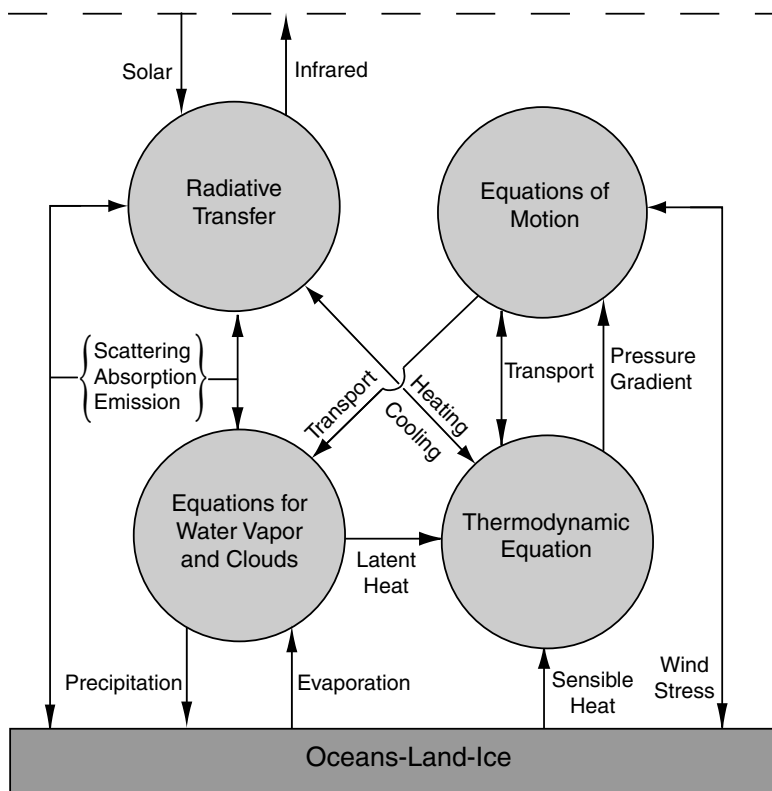 Solar
Infrared
Radiative
Transfer
Equations of
Motion
Scattering
Absorption
Emission
Transport
Heating
Cooling
Transport
Pressure
Gradient
Equations for
Water Vapor
and Clouds
Latent
Heat
Thermodynamic
Equation
Precipitation
Evaporation
Sensible
Heat
Wind
Stress
Oceans-Land-Ice